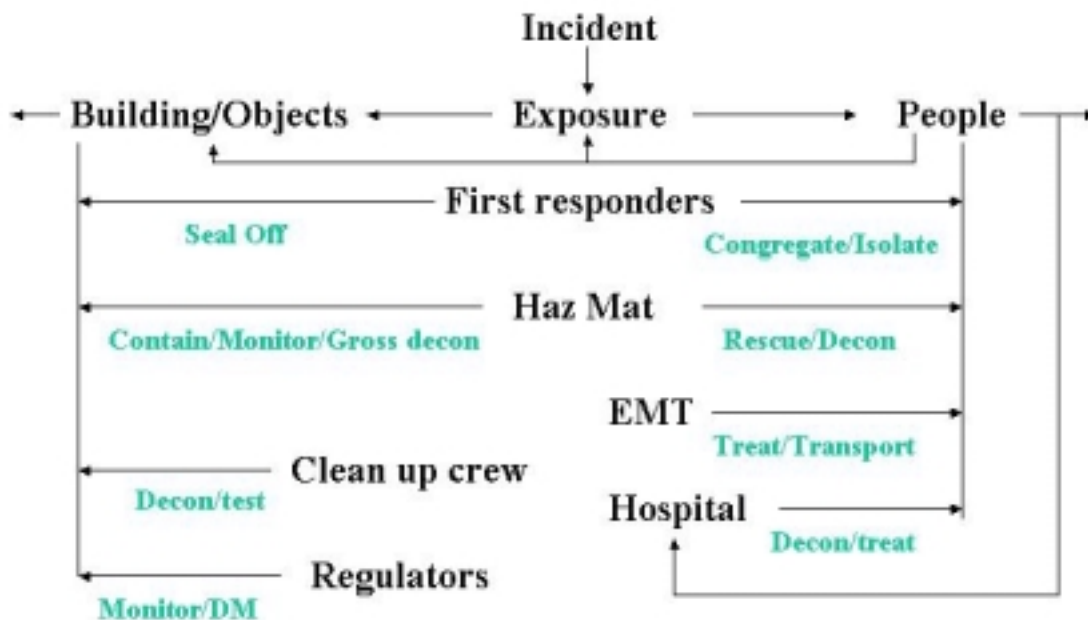 Incident
Building/Objects Exposure People
First responders
Seal Off Congregate/Isolate
Haz Mat
Contain/Monitor/Gross decon Rescue/Decon
EMT
Treat/Transport
Clean up crew
Decon/test
Hospital
Decon/treat
Regulators
Monitor/DM